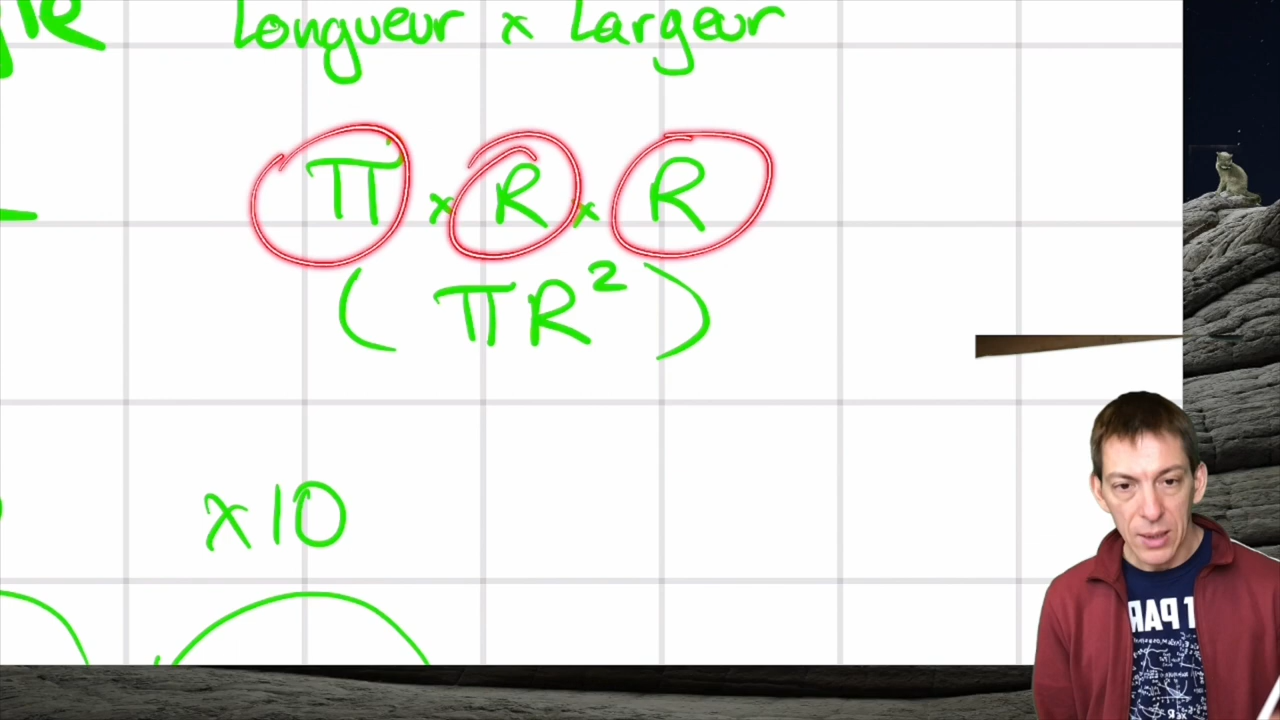 Longueur x Largeur
π x R x R
( πR² )
x10